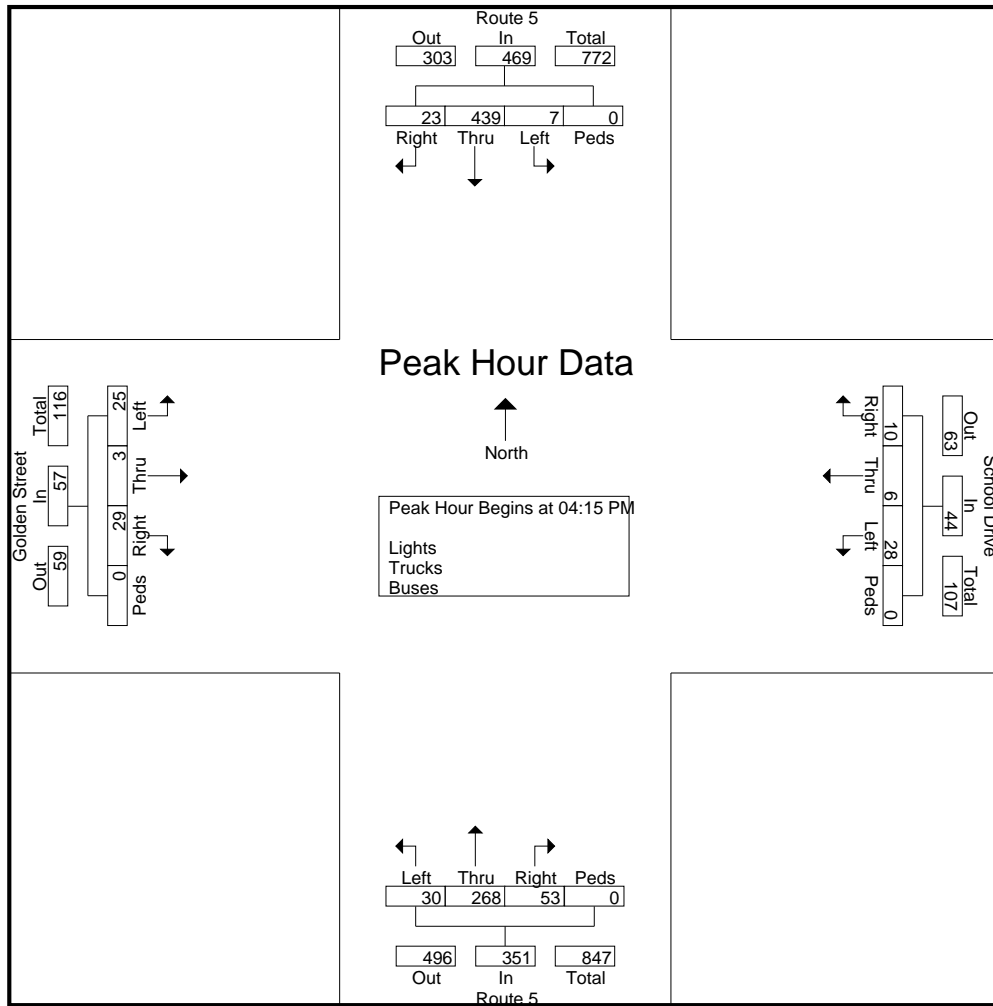 Route 5
Out In Total
303 469 772
23 439 7 0
Right Thru Left Peds
Peak Hour Data
North
Peak Hour Begins at 04:15 PM
Lights
Trucks
Buses
Golden Street
Total In Out
116 57 59
25 3 29 0
Left Thru Right Peds
School Drive
Out In Total
63 44 107
10 6 28 0
Right Thru Left Peds
Left Thru Right Peds
30 268 53 0
496 351 847
Out In Total
Route 5